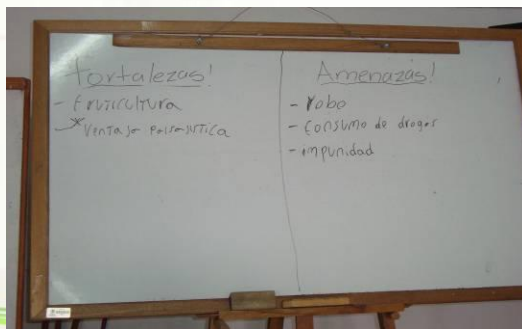 Fortalezas!
- Fruticultura
- Ventaja paisajistica
Amenazas!
- robo
- Consumo de drogas
- impunidad